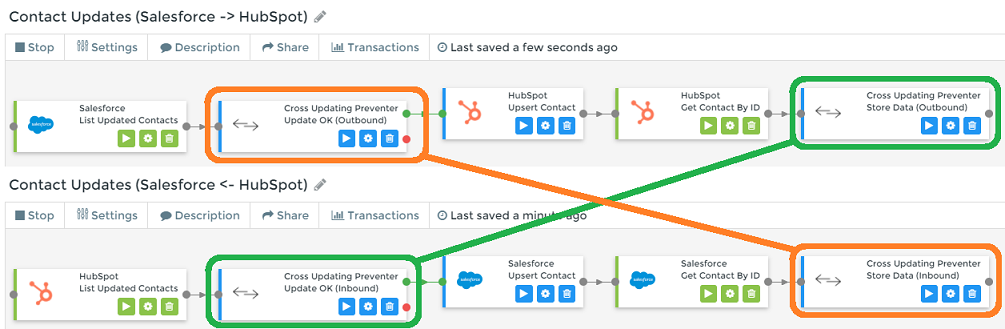 Contact Updates (Salesforce -> HubSpot)
Stop Settings Description Share Transactions Last saved a few seconds ago
Salesforce
List Updated Contacts
salesforce
Cross Updating Preventer
Update OK (Outbound)
HubSpot
Upsert Contact
HubSpot
Get Contact By ID
Cross Updating Preventer
Store Data (Outbound)
Contact Updates (Salesforce <- HubSpot)
Stop Settings Description Share Transactions Last saved a minute ago
HubSpot
List Updated Contacts
Cross Updating Preventer
Update OK (Inbound)
Salesforce
Upsert Contact
salesforce
Salesforce
Get Contact By ID
salesforce
Cross Updating Preventer
Store Data (Inbound)